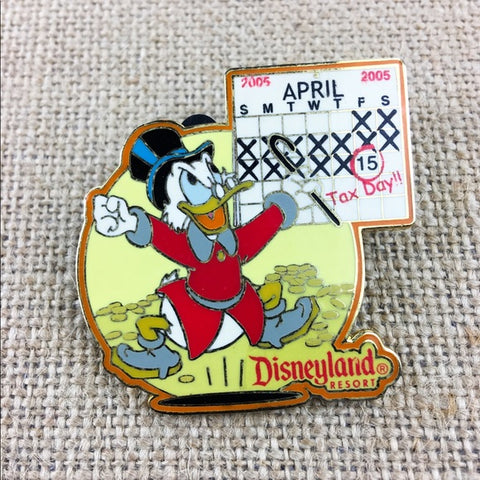 2005 2005
APRIL
S M T W T F S
X X
X X X X X X X
X X X X X 15
Tax Day!!
Disneyland®
RESORT